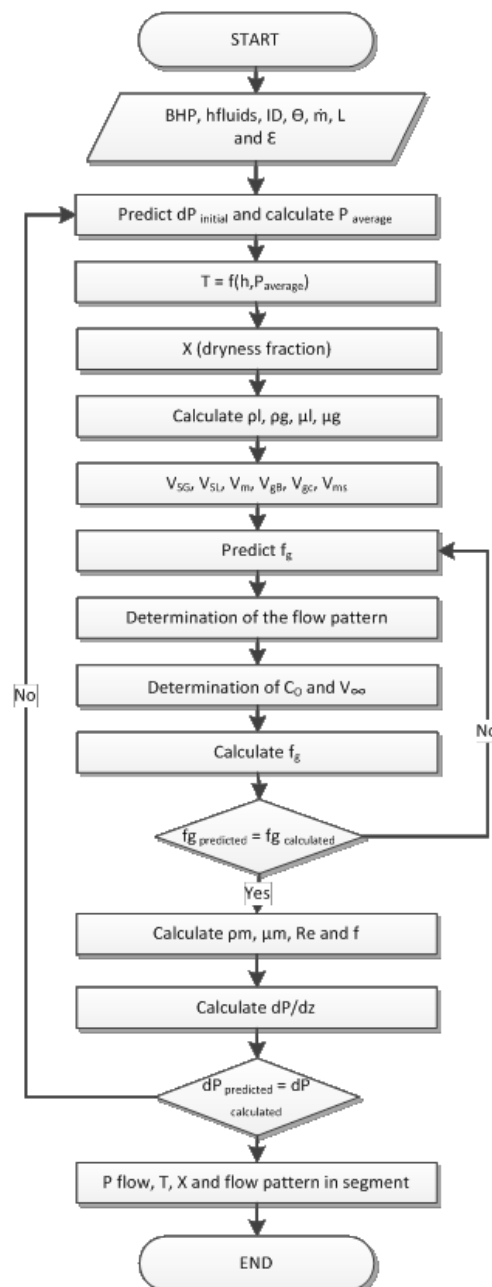 START
BHP, hfluids, ID, Θ, ṁ, L
and Ɛ
Predict dP initial and calculate P average
T = f(h,Paverage)
X (dryness fraction)
Calculate ρl, ρg, μl, μg
VSG, VSL, Vm, VgB, Vgc, Vms
Predict fg
Determination of the flow pattern
Determination of CO and V∞
No
No
Calculate fg
fg predicted = fg calculated
Yes
Calculate ρm, μm, Re and f
Calculate dP/dz
dP predicted = dP
calculated
P flow, T, X and flow pattern in segment
END